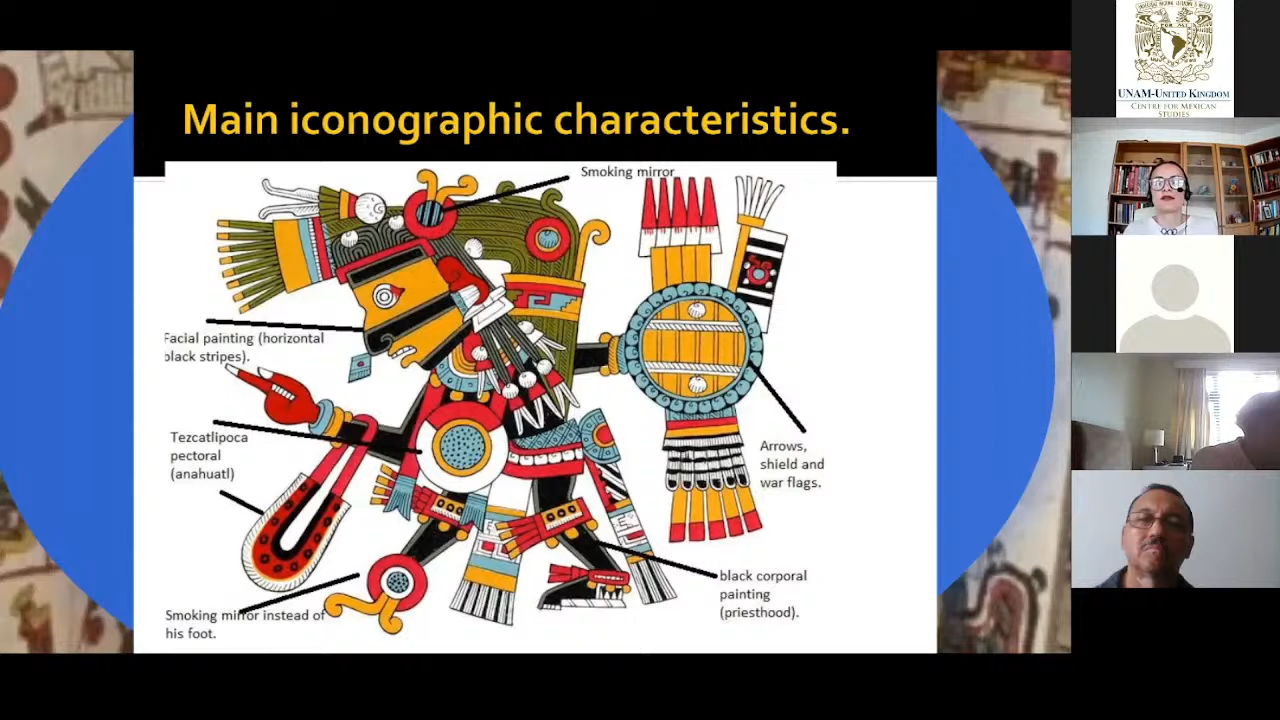 Main iconographic characteristics.
Smoking mirror
Facial painting (horizontal
black stripes).
Tezcatlipoca
pectoral
(anahuatl)
Arrows,
shield and
war flags.
black corporal
painting
(priesthood).
Smoking mirror instead of
his foot.
UNAM-UNITED KINGDOM
CENTRE FOR MEXICAN
STUDIES